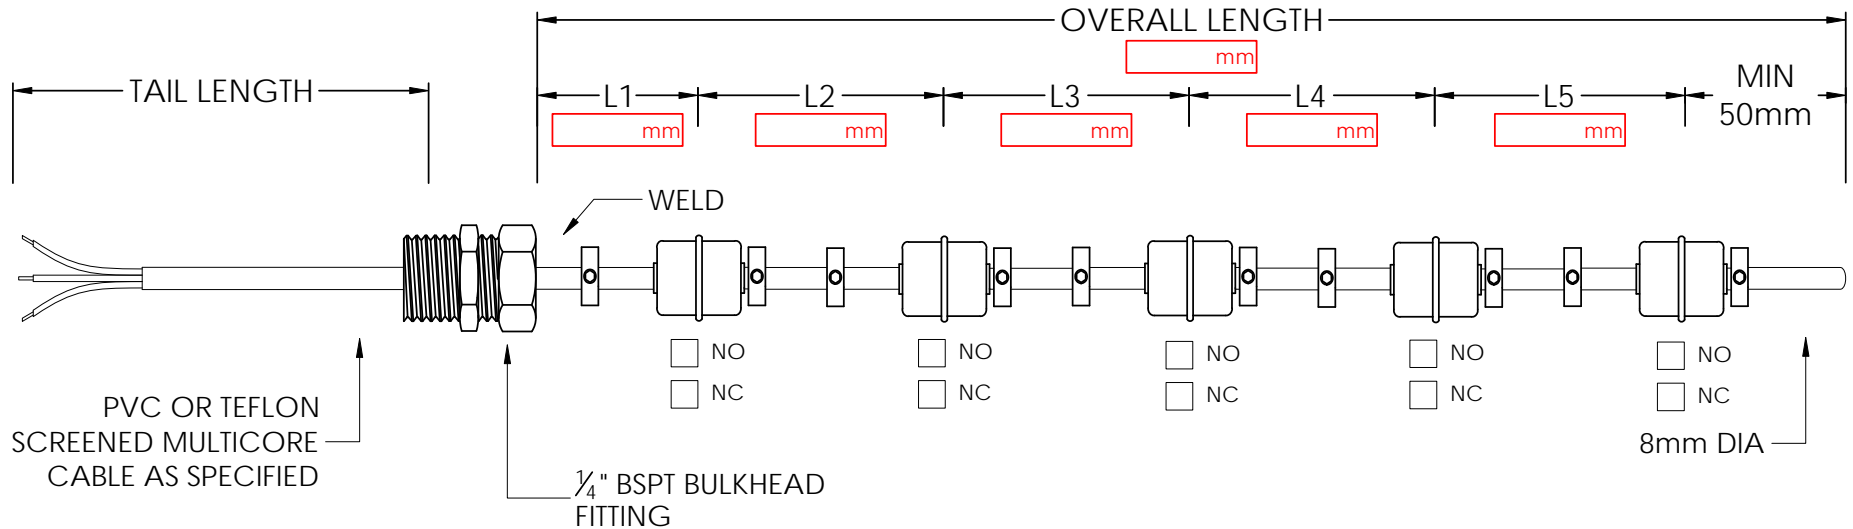 OVERALL LENGTH
mm
TAIL LENGTH
L1
L2
L3
L4
L5
MIN
50mm
mm
mm
mm
mm
mm
WELD
NO
NO
NO
NO
NO
NC
NC
NC
NC
NC
PVC OR TEFLON
SCREENED MULTICORE
CABLE AS SPECIFIED
1/4" BSPT BULKHEAD
FITTING
8mm DIA